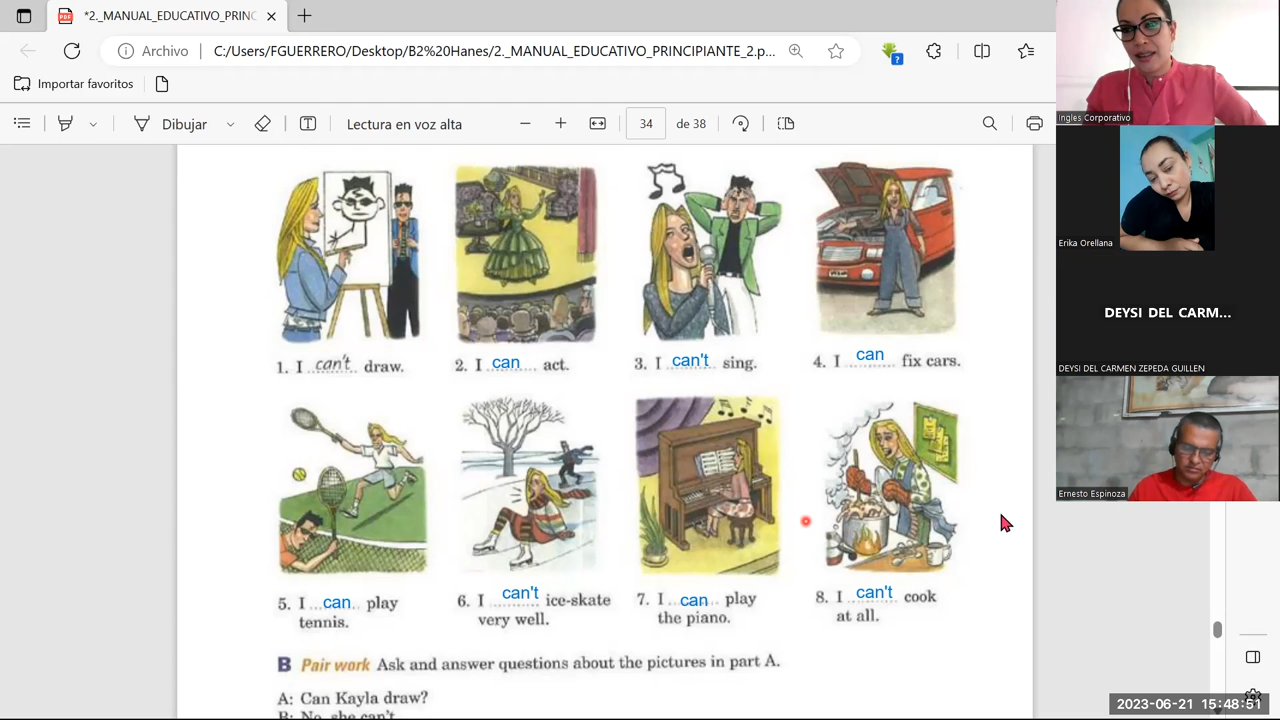 *2._MANUAL_EDUCATIVO_PRINC
Archivo
C:/Users/FGUERRERO/Desktop/B2%20Hanes/2._MANUAL_EDUCATIVO_PRINCIPIANTE_2.p...
?
Importar favoritos
Dibujar
Lectura en voz alta
34
de 38
1. I can't draw.
2. I can act.
3. I can't sing.
4. I can fix cars.
5. I can play
tennis.
6. I can't ice-skate
very well.
7. I can play
the piano.
8. I can't cook
at all.
B Pair work Ask and answer questions about the pictures in part A.
A: Can Kayla draw?
B: No, she can't.
Ingles Corporativo
Erika Orellana
DEYSI DEL CARM...
DEYSI DEL CARMEN ZEPEDA GUILLEN
Ernesto Espinoza
2023-06-21 15:48:51